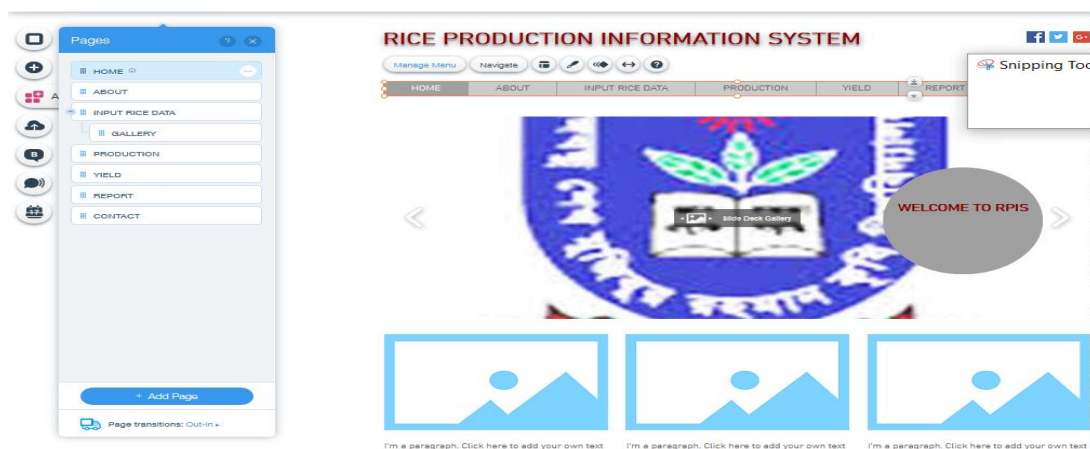 Pages
?
HOME
ABOUT
INPUT RICE DATA
GALLERY
PRODUCTION
YIELD
REPORT
CONTACT
+ Add Page
Page transitions: Out-in
A
B
RICE PRODUCTION INFORMATION SYSTEM
f G+
Snipping Too
Manage Menu Navigate ?
HOME ABOUT INPUT RICE DATA PRODUCTION YIELD REPORT
Slide Deck Gallery
WELCOME TO RPIS
I'm a paragraph. Click here to add your own text
I'm a paragraph. Click here to add your own text
I'm a paragraph. Click here to add your own text